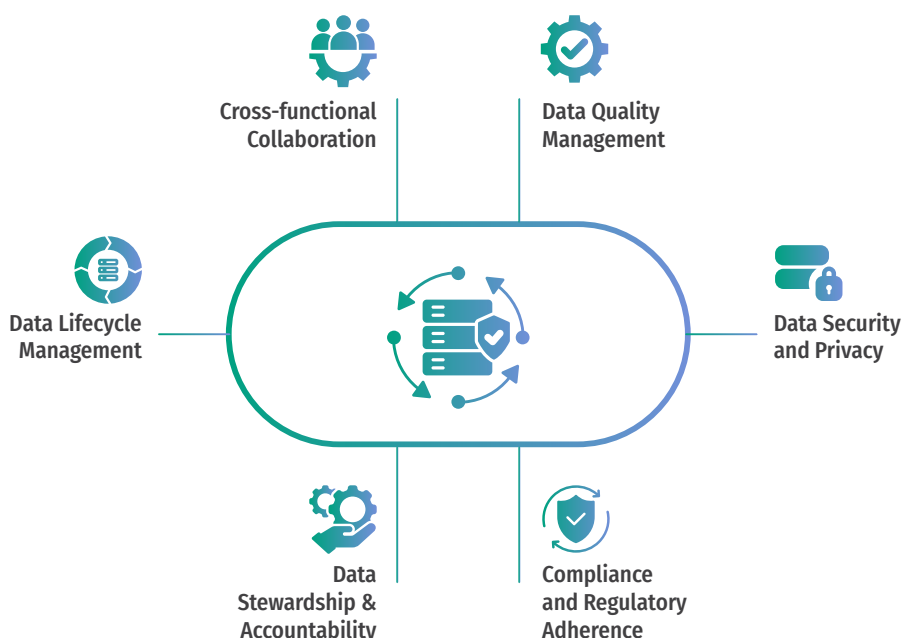 Cross-functional
Collaboration
Data Quality
Management
Data Lifecycle
Management
Data Security
and Privacy
Data
Stewardship &
Accountability
Compliance
and Regulatory
Adherence